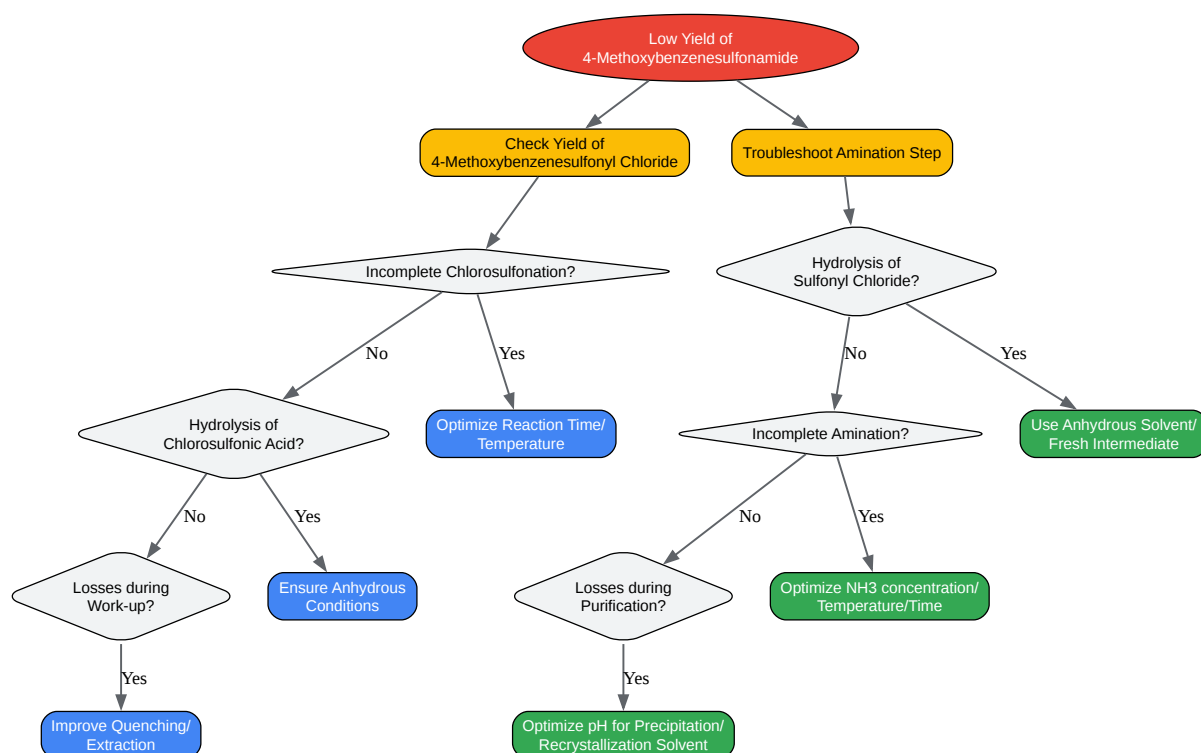 Low Yield of
4-Methoxybenzenesulfonamide
Check Yield of
4-Methoxybenzenesulfonyl Chloride
Troubleshoot Amination Step
Incomplete Chlorosulfonation?
Hydrolysis of
Sulfonyl Chloride?
No
Yes
No
Yes
Hydrolysis of
Chlorosulfonic Acid?
Optimize Reaction Time/
Temperature
Incomplete Amination?
Use Anhydrous Solvent/
Fresh Intermediate
No
Yes
No
Yes
Losses during
Work-up?
Ensure Anhydrous
Conditions
Losses during
Purification?
Optimize NH3 concentration/
Temperature/Time
Yes
Yes
Improve Quenching/
Extraction
Optimize pH for Precipitation/
Recrystallization Solvent